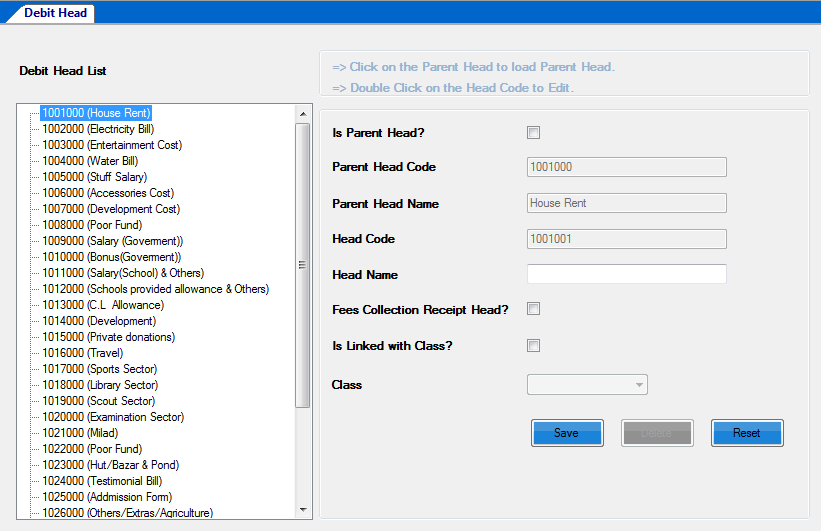 Debit Head
Debit Head List
=> Click on the Parent Head to load Parent Head.
=> Double Click on the Head Code to Edit.
1001000 (House Rent)
1002000 (Electricity Bill)
1003000 (Entertainment Cost)
1004000 (Water Bill)
1005000 (Stuff Salary)
1006000 (Accessories Cost)
1007000 (Development Cost)
1008000 (Poor Fund)
1009000 (Salary (Goverment))
1010000 (Bonus(Goverment))
1011000 (Salary(School) & Others)
1012000 (Schools provided allowance & Others)
1013000 (C.L Allowance)
1014000 (Development)
1015000 (Private donations)
1016000 (Travel)
1017000 (Sports Sector)
1018000 (Library Sector)
1019000 (Scout Sector)
1020000 (Examination Sector)
1021000 (Milad)
1022000 (Poor Fund)
1023000 (Hut/Bazar & Pond)
1024000 (Testimonial Bill)
1025000 (Addmission Form)
1026000 (Others/Extras/Agriculture)
Is Parent Head?
Parent Head Code 1001000
Parent Head Name House Rent
Head Code 1001001
Head Name
Fees Collection Receipt Head?
Is Linked with Class?
Class
Save Delete Reset